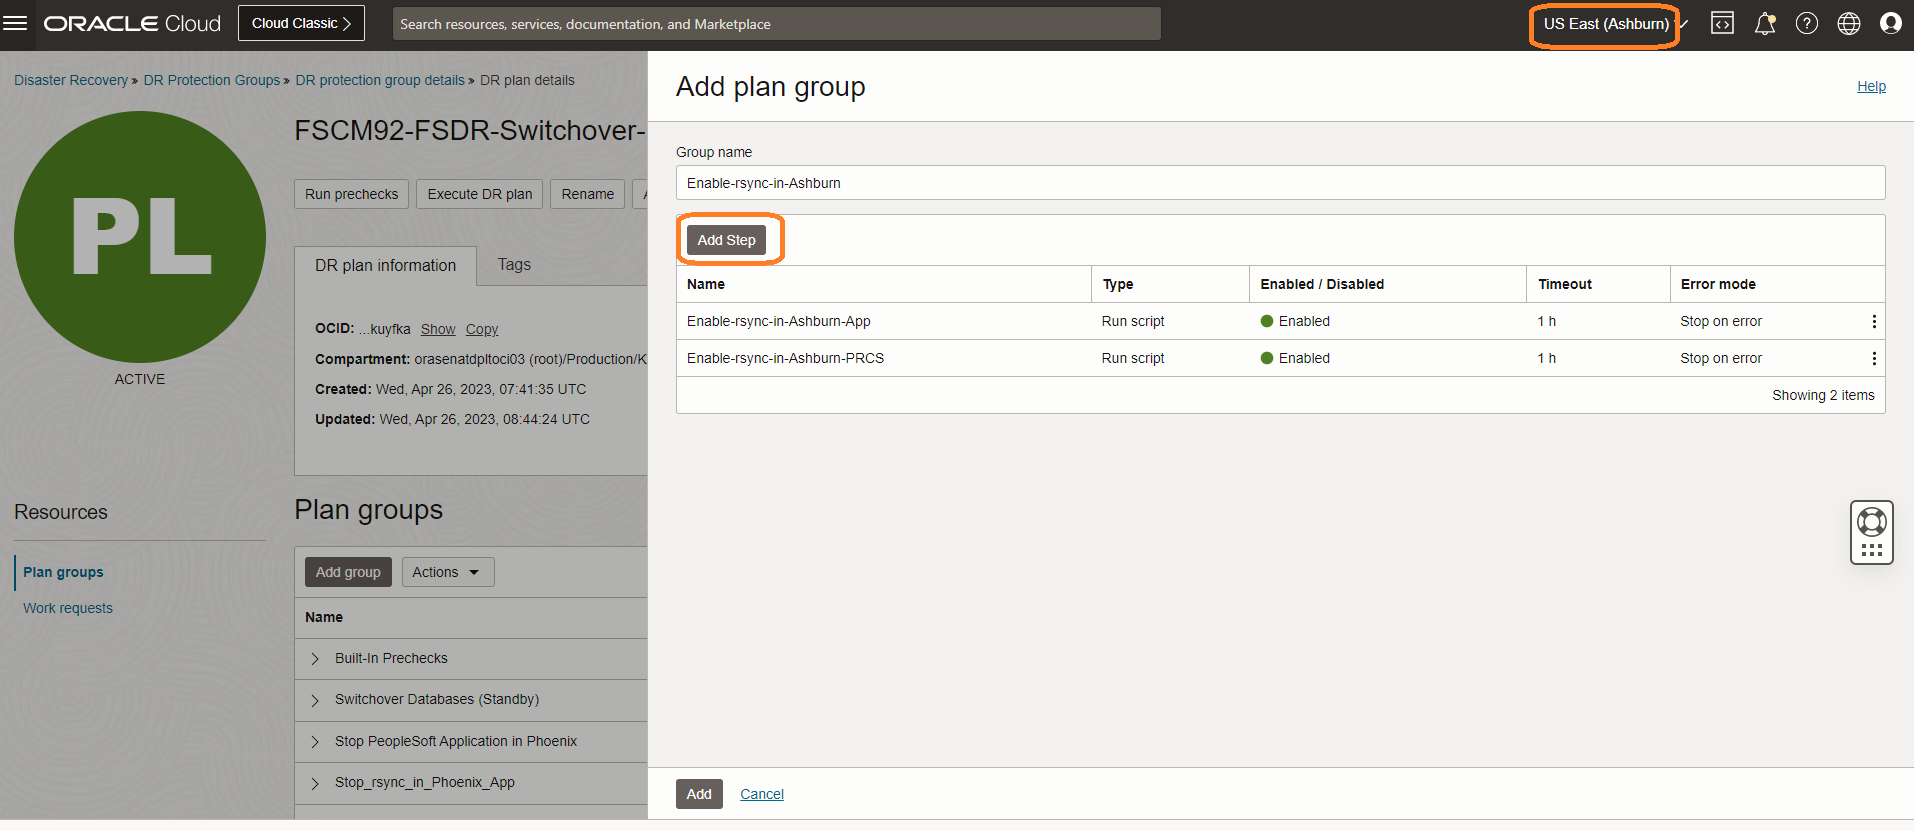 ORACLE Cloud
Cloud Classic
Search resources, services, documentation, and Marketplace
US East (Ashburn)
Disaster Recovery » DR Protection Groups » DR protection group details » DR plan details
PL
ACTIVE
FSCM92-FSDR-Switchover-
Run prechecks
Execute DR plan
Rename
DR plan information
Tags
OCID: ...kuyfka Show Copy
Compartment: orasenatdpltoci03 (root)/Production/K
Created: Wed, Apr 26, 2023, 07:41:35 UTC
Updated: Wed, Apr 26, 2023, 08:44:24 UTC
Resources
Plan groups
Work requests
Plan groups
Add group
Actions
Name
Built-In Prechecks
Switchover Databases (Standby)
Stop PeopleSoft Application in Phoenix
Stop_rsync_in_Phoenix_App
Add plan group
Help
Group name
Enable-rsync-in-Ashburn
Add Step
Name Type Enabled / Disabled Timeout Error mode
Enable-rsync-in-Ashburn-App Run script Enabled 1 h Stop on error
Enable-rsync-in-Ashburn-PRCS Run script Enabled 1 h Stop on error
Showing 2 items
Add
Cancel